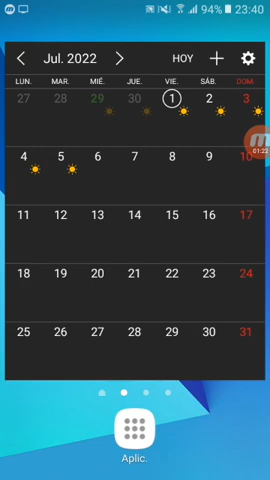 94% 23:40
Jul. 2022 HOY
LUN. MAR. MIÉ. JUE. VIE. SÁB. DOM.
27 28 29 30 1 2 3
01:22
4 5 6 7 8 9 10
11 12 13 14 15 16 17
18 19 20 21 22 23 24
25 26 27 28 29 30 31
Aplic.